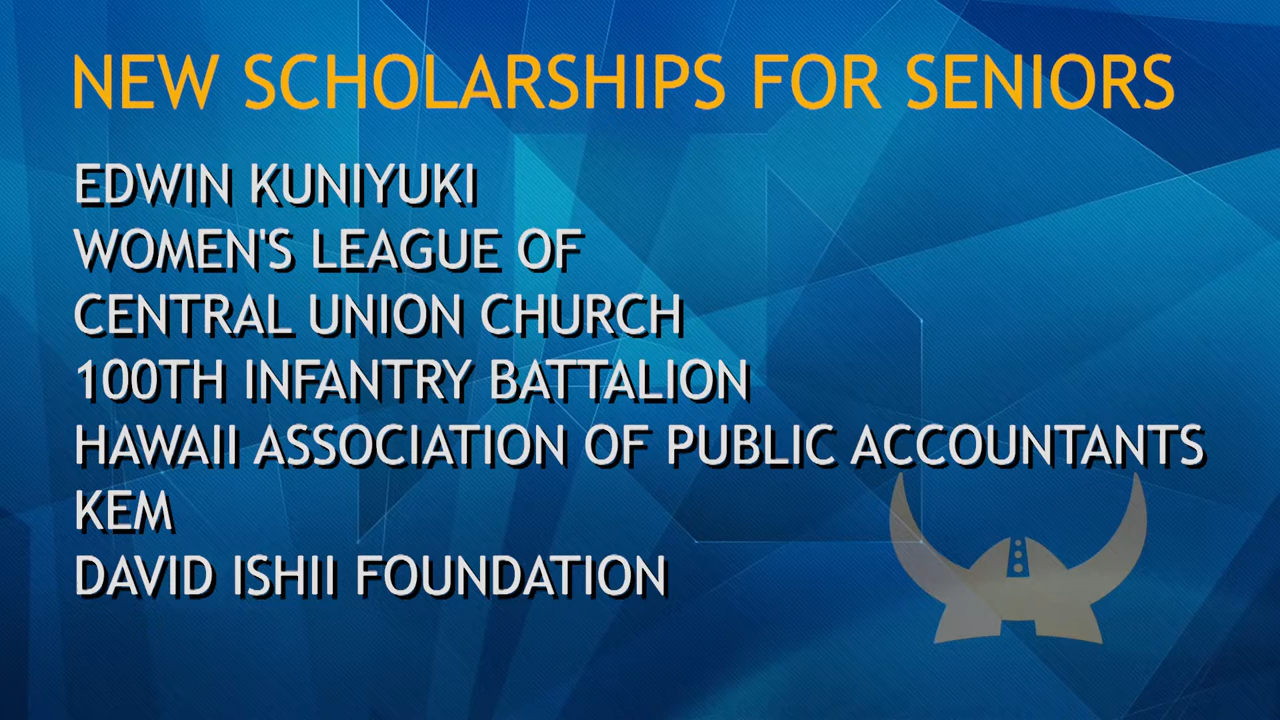 NEW SCHOLARSHIPS FOR SENIORS
EDWIN KUNIYUKI
WOMEN'S LEAGUE OF
CENTRAL UNION CHURCH
100TH INFANTRY BATTALION
HAWAII ASSOCIATION OF PUBLIC ACCOUNTANTS
KEM
DAVID ISHII FOUNDATION